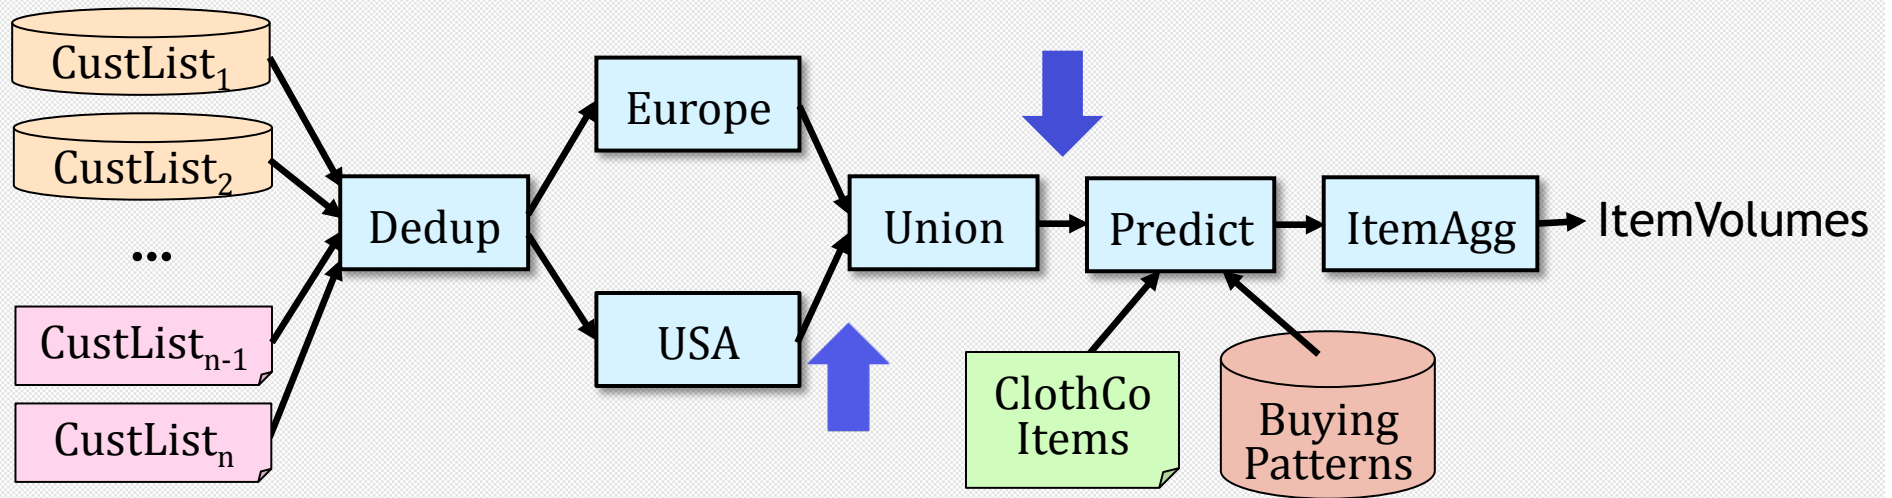 CustList₁
CustList₂
...
CustListₙ₋₁
CustListₙ
Dedup
Europe
USA
Union
Predict
ItemAgg
ItemVolumes
ClothCo
Items
Buying
Patterns